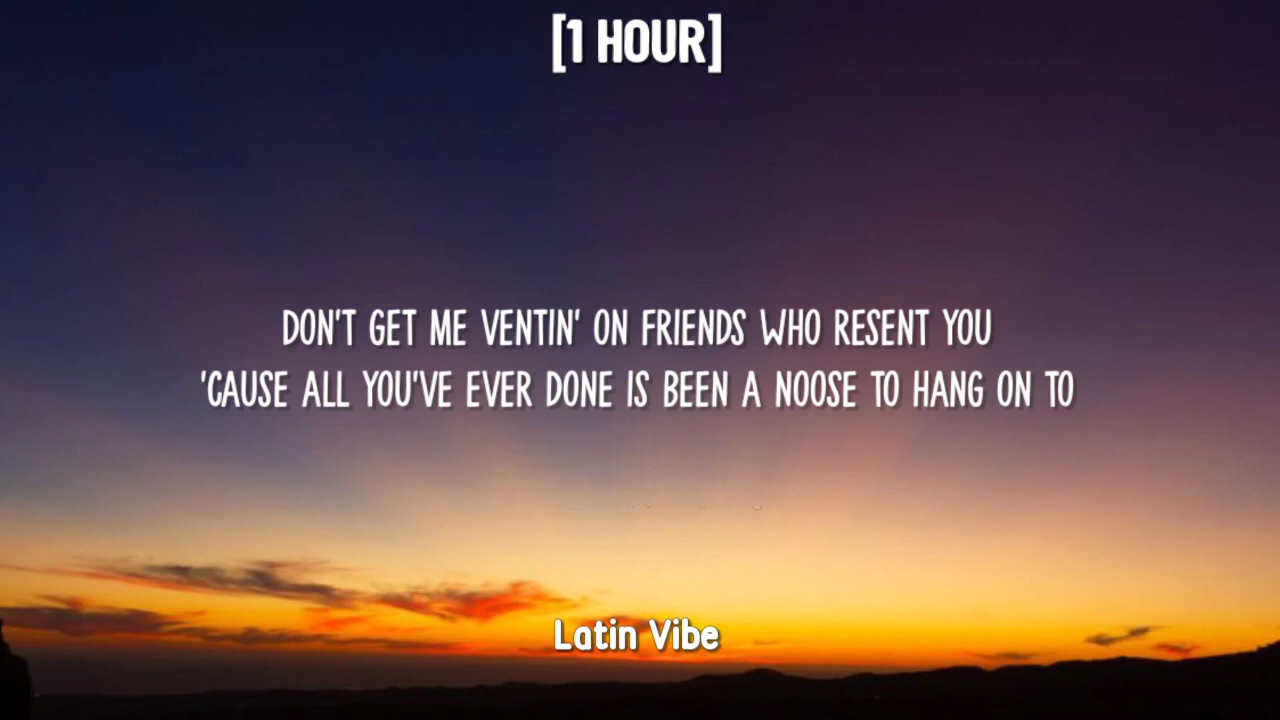 [1 HOUR]
DON'T GET ME VENTIN' ON FRIENDS WHO RESENT YOU
'CAUSE ALL YOU'VE EVER DONE IS BEEN A NOOSE TO HANG ON TO
Latin Vibe